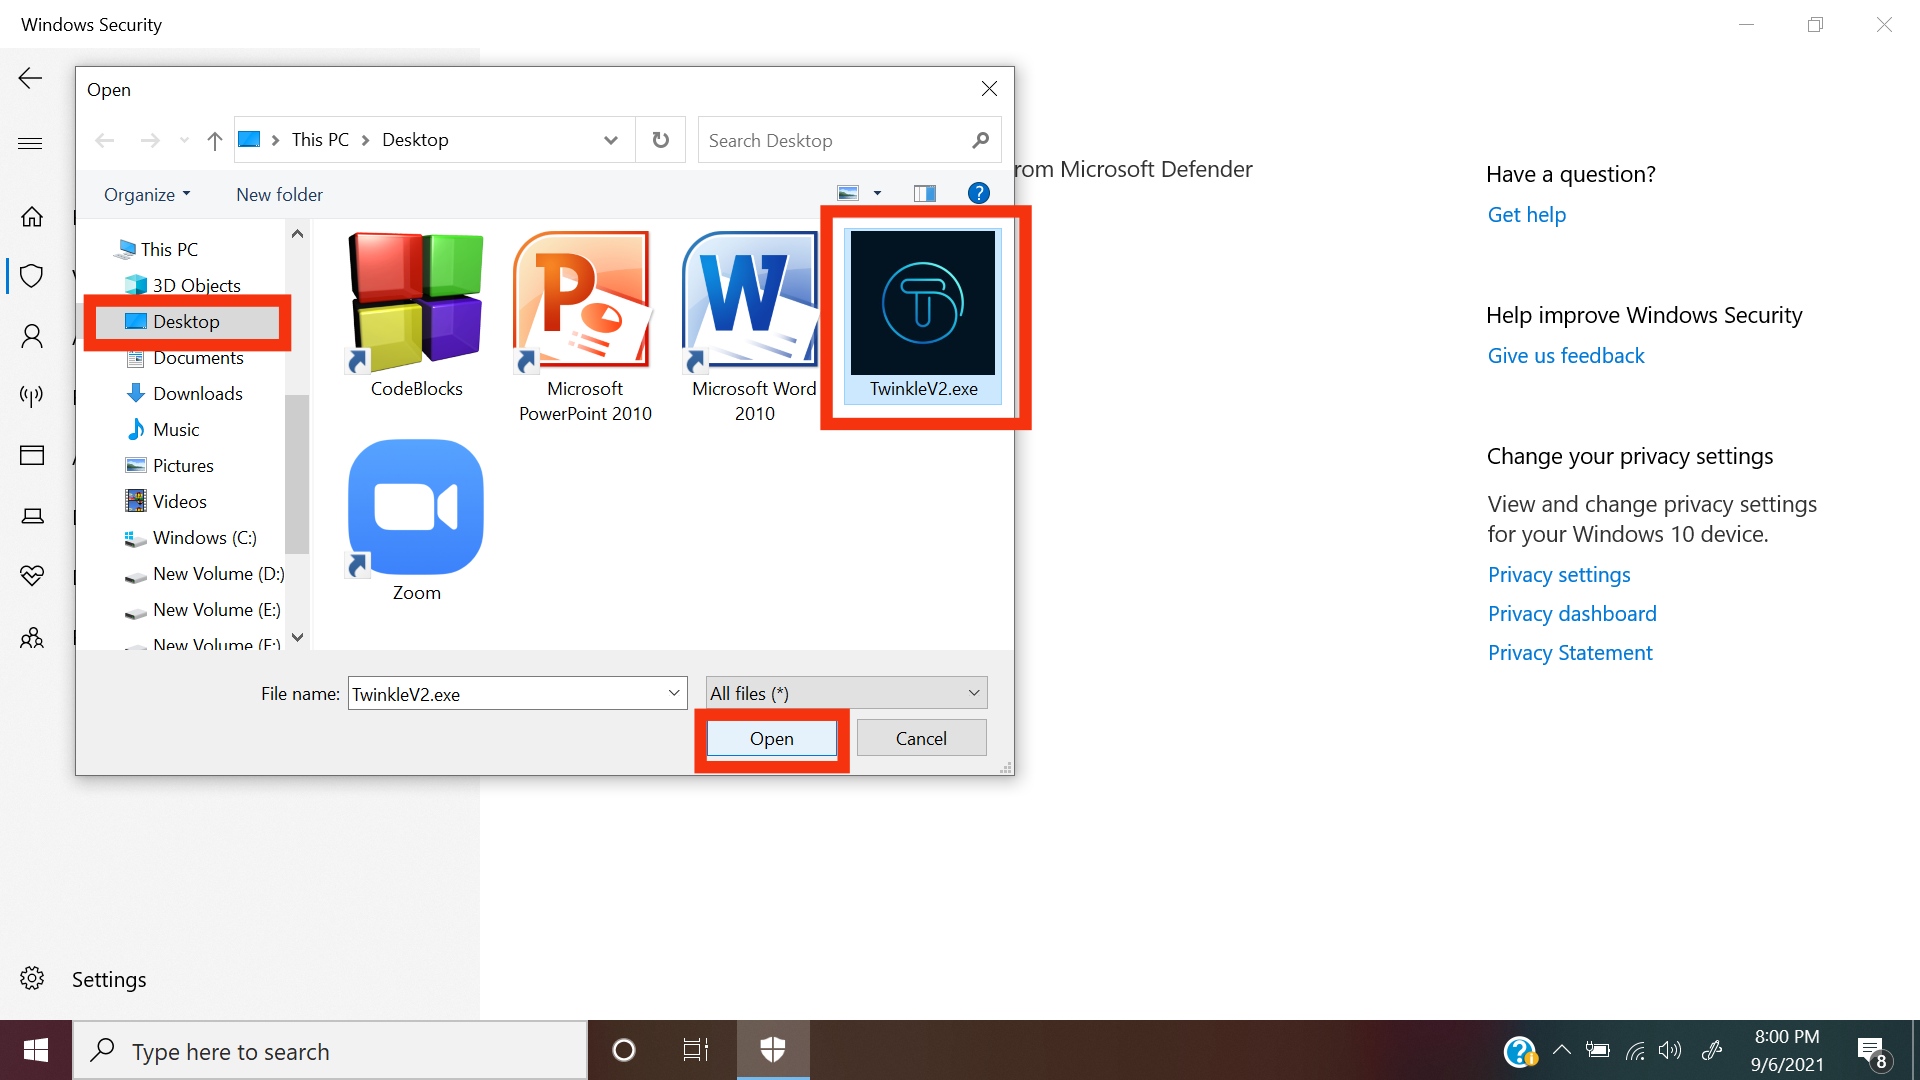 Windows Security
Open
This PC
Desktop
Search Desktop
Organize
New folder
?
This PC
3D Objects
Desktop
Documents
Downloads
Music
Pictures
Videos
Windows (C:)
New Volume (D:)
New Volume (E:)
New Volume (F:)
CodeBlocks
Microsoft
PowerPoint 2010
Microsoft Word
2010
TwinkleV2.exe
Zoom
File name:
TwinkleV2.exe
All files (*)
Open
Cancel
rom Microsoft Defender
Have a question?
Get help
Help improve Windows Security
Give us feedback
Change your privacy settings
View and change privacy settings
for your Windows 10 device.
Privacy settings
Privacy dashboard
Privacy Statement
Settings
Type here to search
8:00 PM
9/6/2021
8